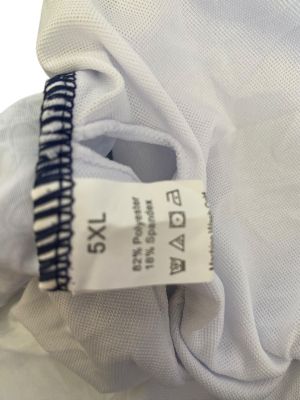 5XL
82% Polyester
18% Spandex